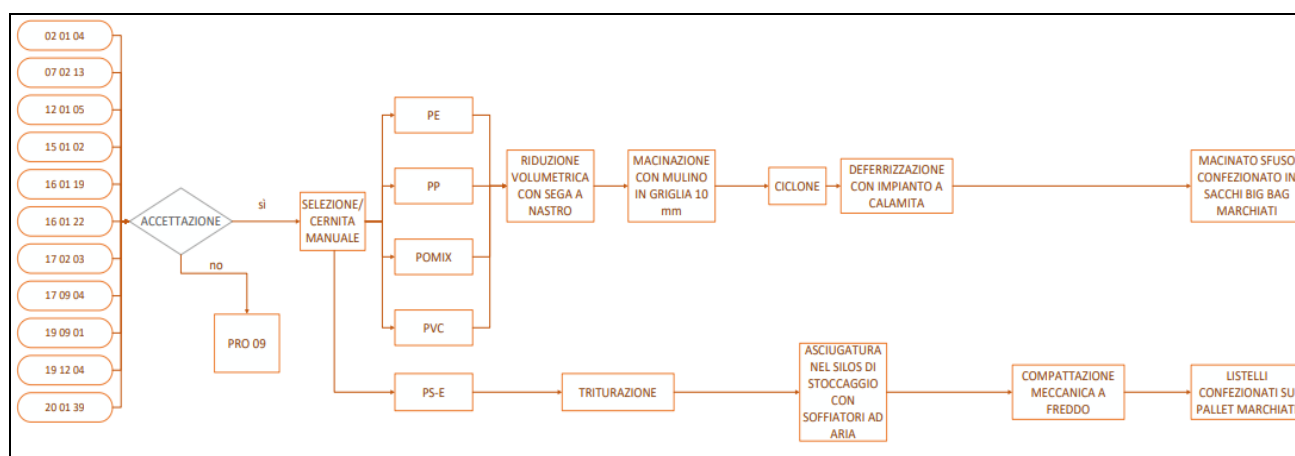 02 01 04
07 02 13
12 01 05
15 01 02
16 01 19
16 01 22
17 02 03
17 09 04
19 09 01
19 12 04
20 01 39
ACCETTAZIONE
sì
no
PRO 09
SELEZIONE/
CERNITA
MANUALE
PE
PP
POMIX
PVC
RIDUZIONE
VOLUMETRICA
CON SEGA A
NASTRO
MACINAZIONE
CON MULINO
IN GRIGLIA 10
mm
CICLONE
DEFERRIZZAZIONE
CON IMPIANTO A
CALAMITA
MACINATO SFUSO
CONFEZIONATO IN
SACCHI BIG BAG
MARCHIATI
PS-E
TRITURAZIONE
ASCIUGATURA
NEL SILOS DI
STOCCAGGIO
CON
SOFFIATORI AD
ARIA
COMPATTAZIONE
MECCANICA A
FREDDO
LISTELLI
CONFEZIONATI SU
PALLET MARCHIATI